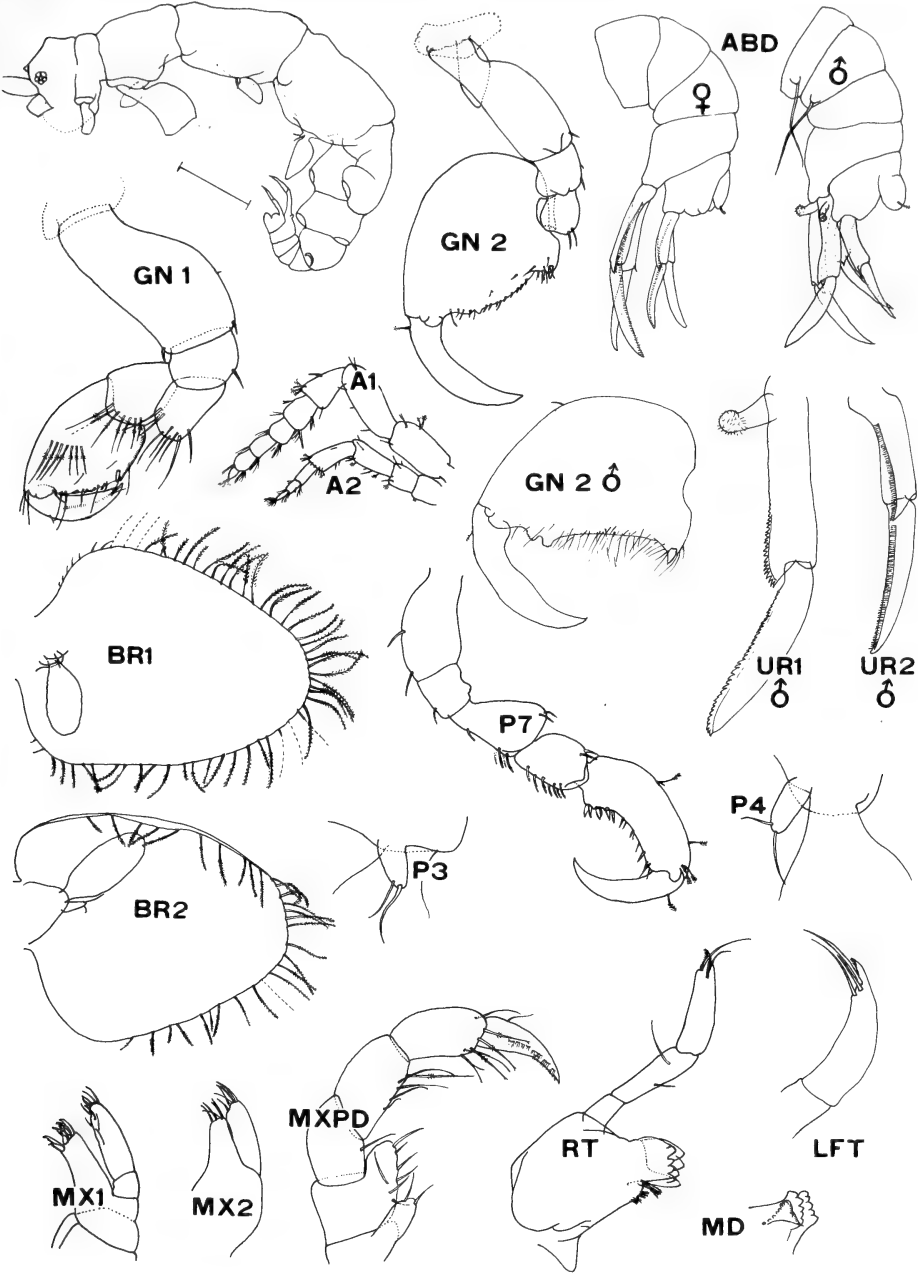 ABD
♀
♂
GN 2
GN 1
A1
A2
GN 2 ♂
BR1
UR1
♂
UR2
♂
P7
P4
P3
BR2
MXPD
RT
LFT
MX1
MX2
MD